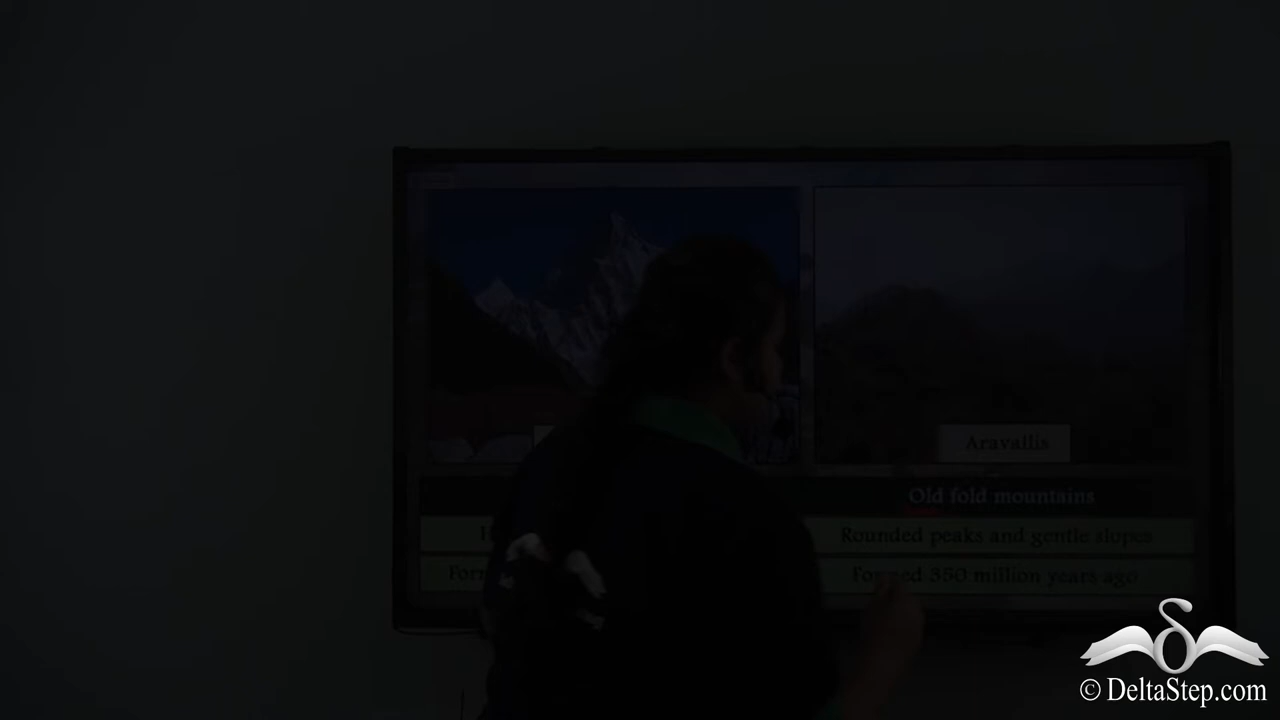 Aravallis
Old fold mountains
Rounded peaks and gentle slopes
Formed 350 million years ago
© DeltaStep.com